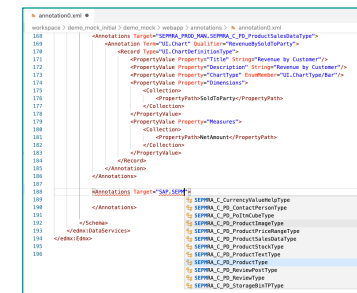 annotation0.xml
workspace > demo_mock_initial > demo_mock > webapp > annotations > annotation0.xml
168 <Annotations Target="SEPMRA_PROD_MAN.SEPMRA_C_PD_ProductSalesDataType">
169 <Annotation Term="UI.Chart" Qualifier="RevenueBySoldToParty">
170 <Record Type="UI.ChartDefinitionType">
171 <PropertyValue Property="Title" String="Revenue by Customer"/>
172 <PropertyValue Property="Description" String="Revenue by Customer"/>
173 <PropertyValue Property="ChartType" EnumMember="UI.ChartType/Bar"/>
174 <PropertyValue Property="Dimensions">
175 <Collection>
176 <PropertyPath>SoldToParty</PropertyPath>
177 </Collection>
178 </PropertyValue>
179 <PropertyValue Property="Measures">
180 <Collection>
181 <PropertyPath>NetAmount</PropertyPath>
182 </Collection>
183 </PropertyValue>
184 </Record>
185 </Annotation>
186 </Annotations>
187
188 <Annotations Target="SAP.SEPM">
189 SEPMRA_C_CurrencyValueHelpType
190 </Annotations> SEPMRA_C_PD_ContactPersonType
191 SEPMRA_C_PD_PoItmCubeType
192 </Schema> SEPMRA_C_PD_ProductImageType
193 </edmx:DataServices> SEPMRA_C_PD_ProductPriceRangeType
194 </edmx:Edmx> SEPMRA_C_PD_ProductSalesDataType
195 SEPMRA_C_PD_ProductStockType
196 SEPMRA_C_PD_ProductTextType
SEPMRA_C_PD_ProductType
SEPMRA_C_PD_ReviewPostType
SEPMRA_C_PD_ReviewType
SEPMRA_C_PD_StorageBinTPType